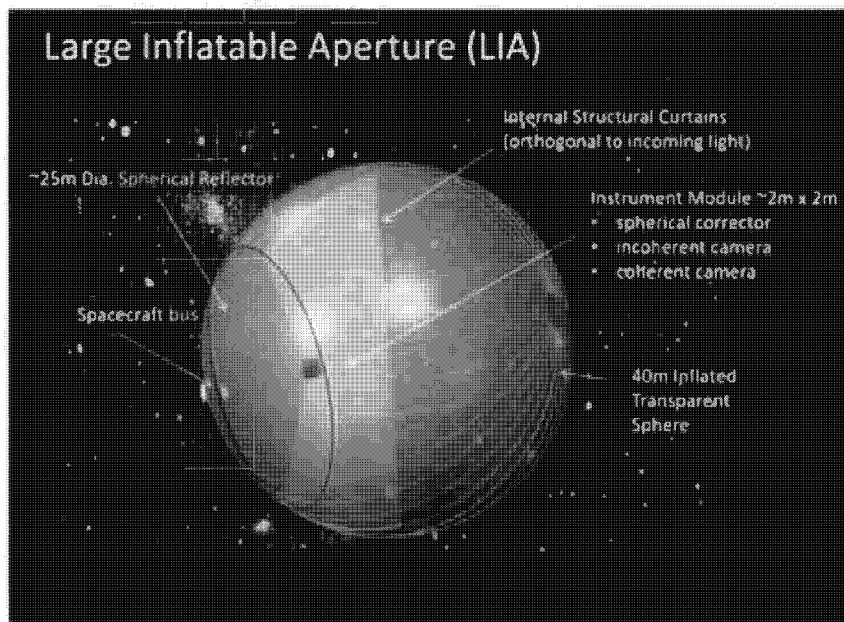 Large Inflatable Aperture (LIA)
Internal Structural Curtains
(orthogonal to incoming light)
~25m Dia. Spherical Reflector
Instrument Module ~2m x 2m
• spherical corrector
• incoherent camera
• coherent camera
Spacecraft bus
40m Inflated
Transparent
Sphere